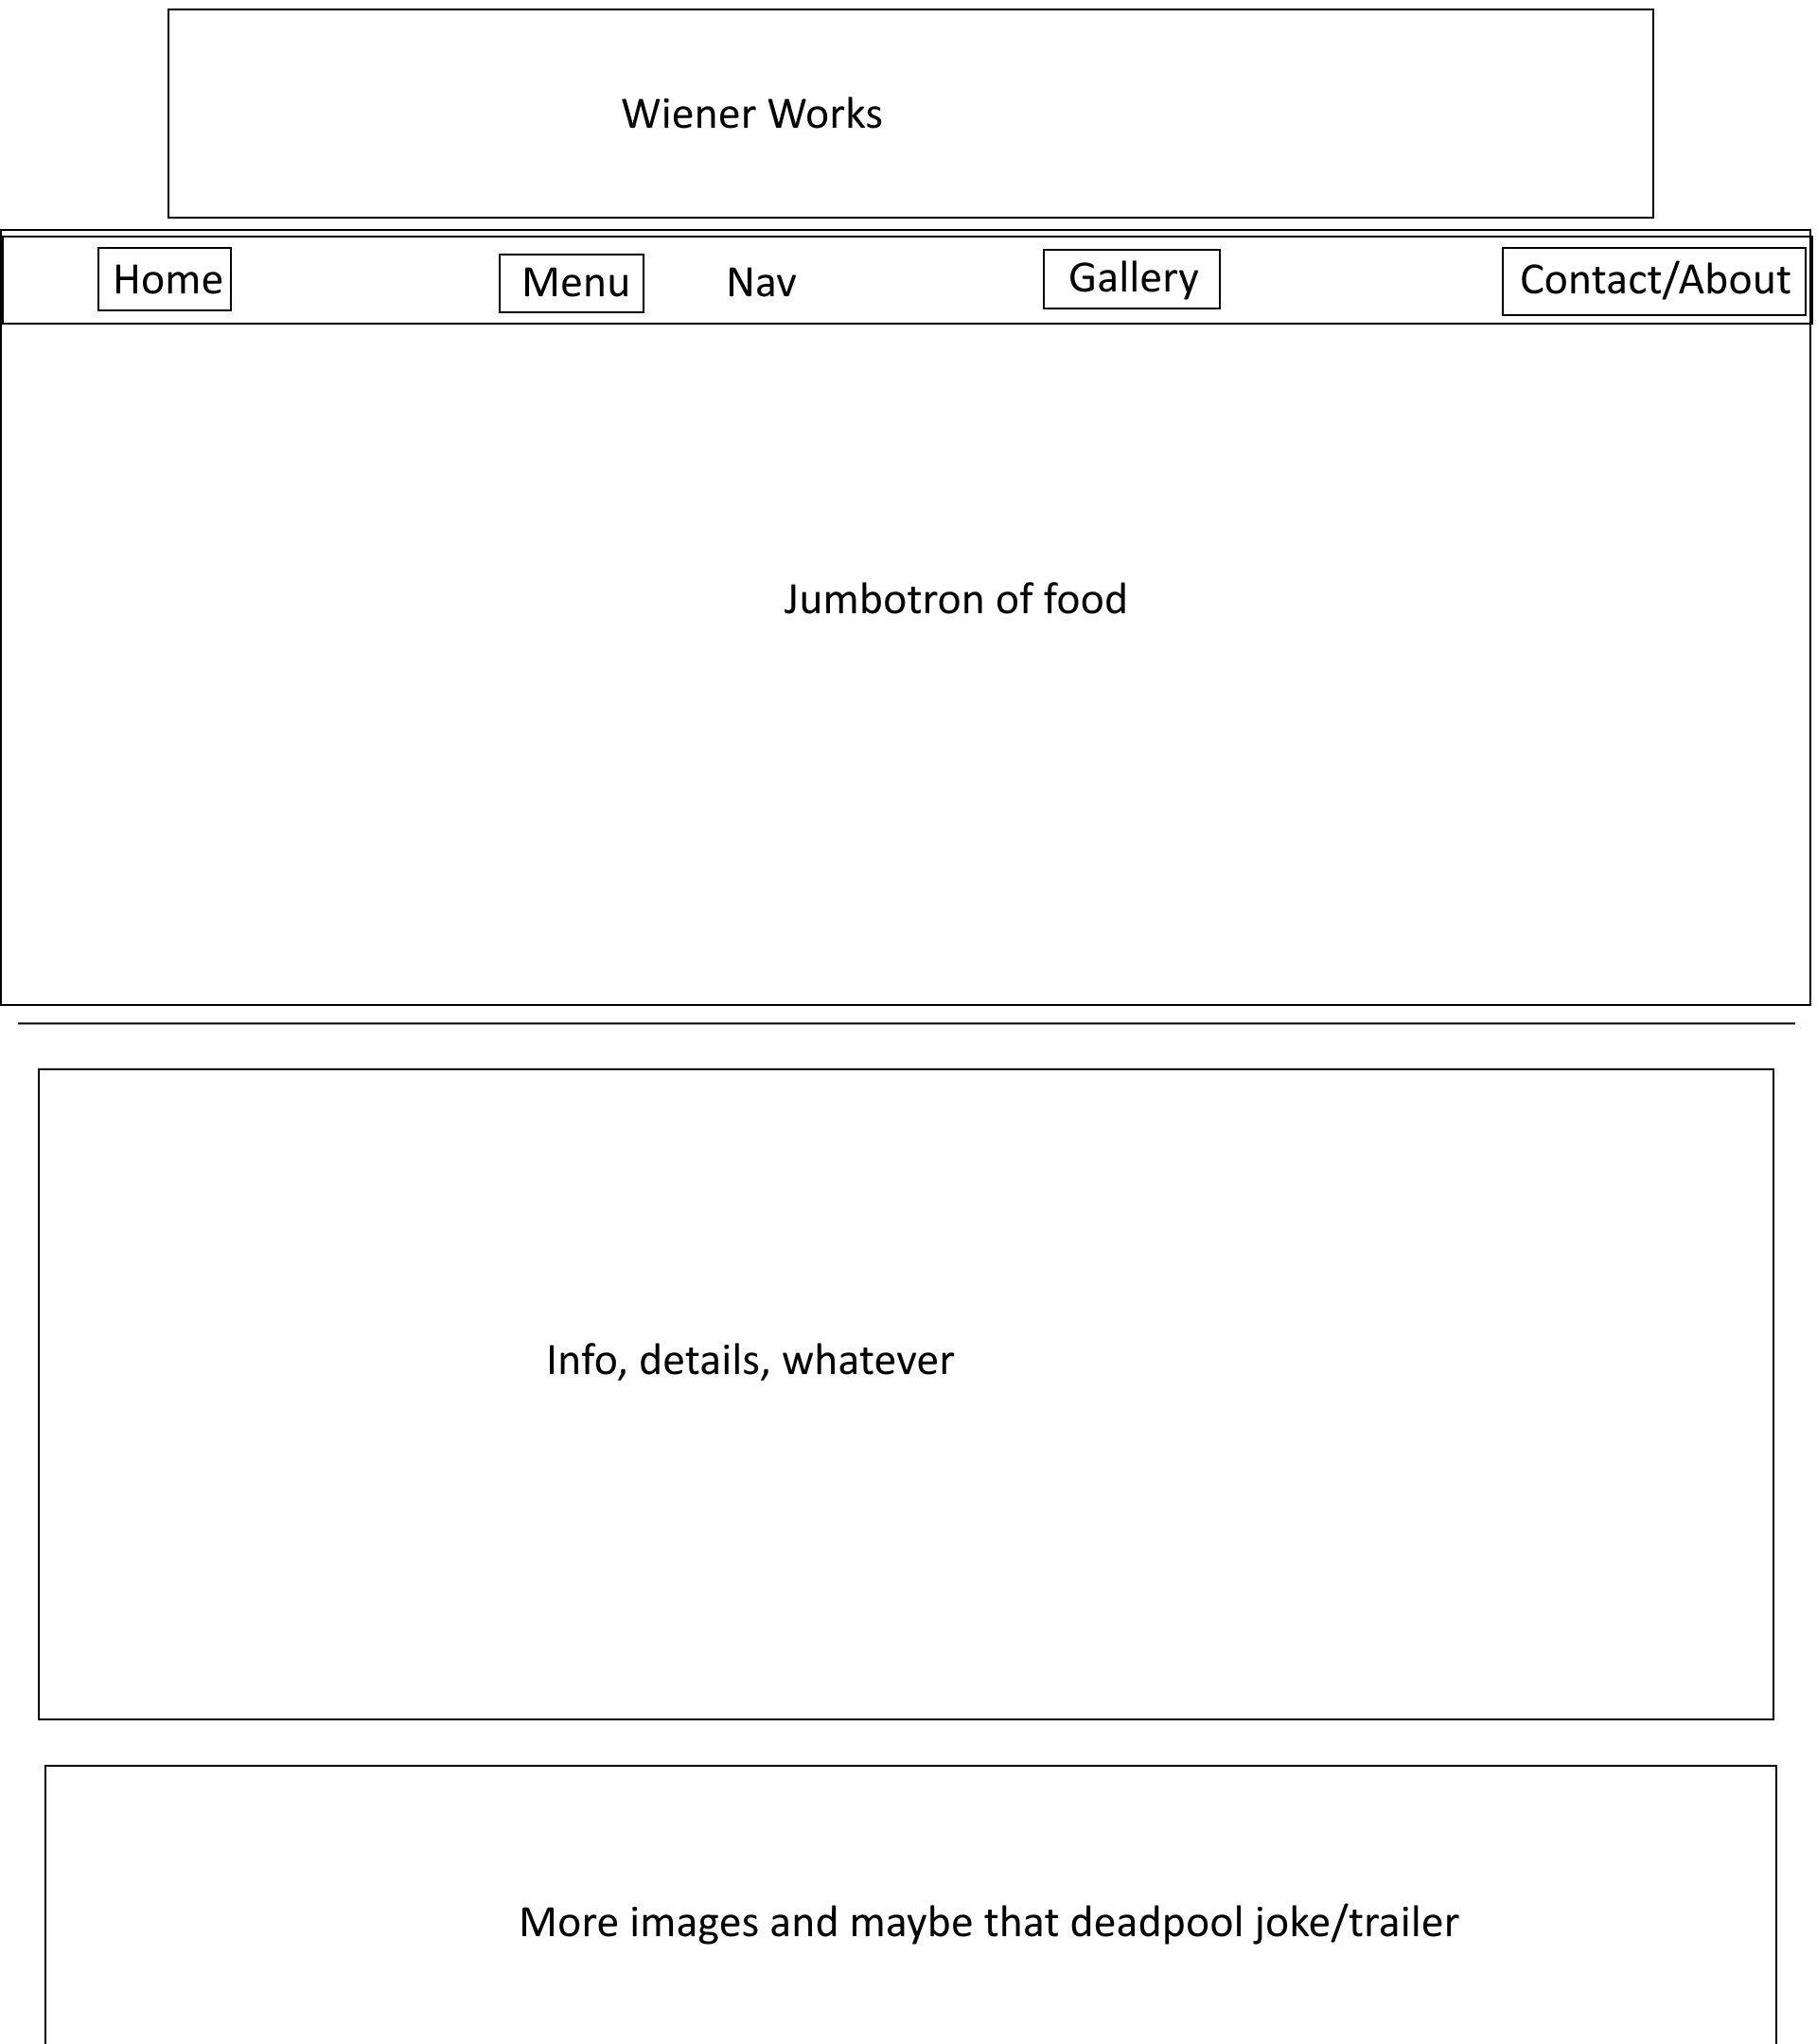 Wiener Works
Home
Menu
Nav
Gallery
Contact/About
Jumbotron of food
Info, details, whatever
More images and maybe that deadpool joke/trailer